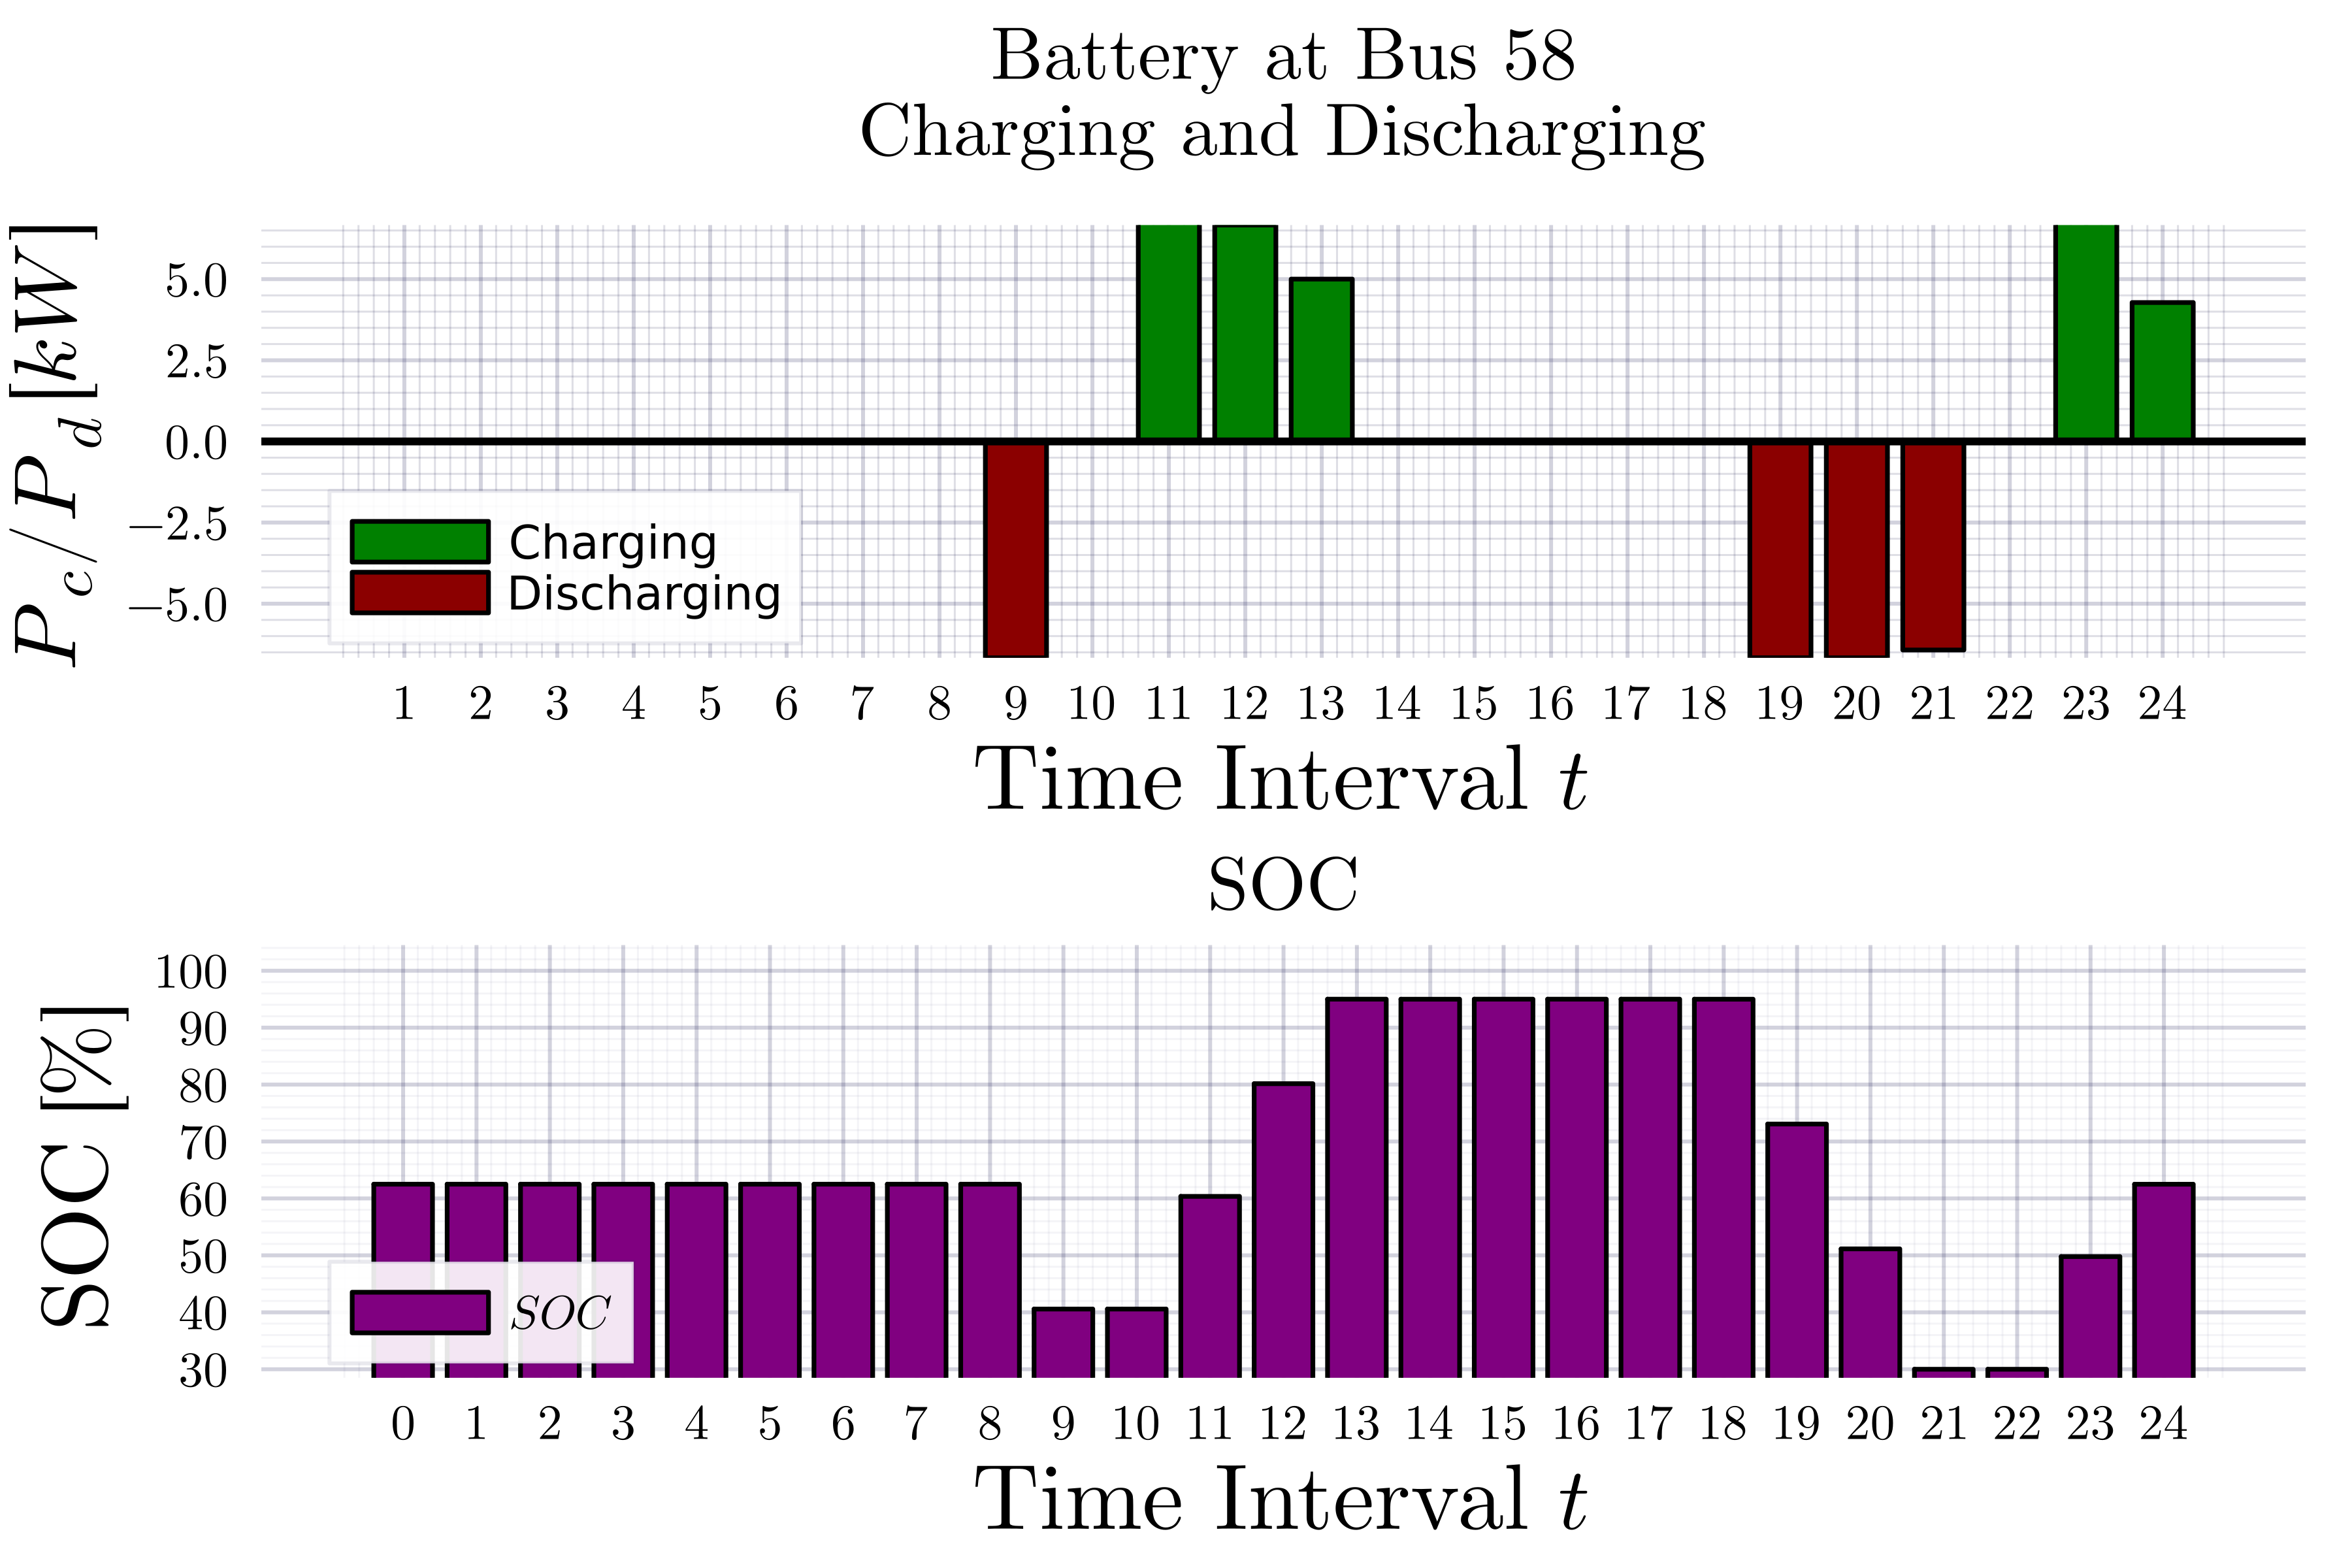 Battery at Bus 58
Charging and Discharging
P_c/P_d [kW]
5.0
2.5
0.0
−2.5
−5.0
Charging
Discharging
1 2 3 4 5 6 7 8 9 10 11 12 13 14 15 16 17 18 19 20 21 22 23 24
Time Interval t
SOC
SOC [%]
100
90
80
70
60
50
40
30
SOC
0 1 2 3 4 5 6 7 8 9 10 11 12 13 14 15 16 17 18 19 20 21 22 23 24
Time Interval t